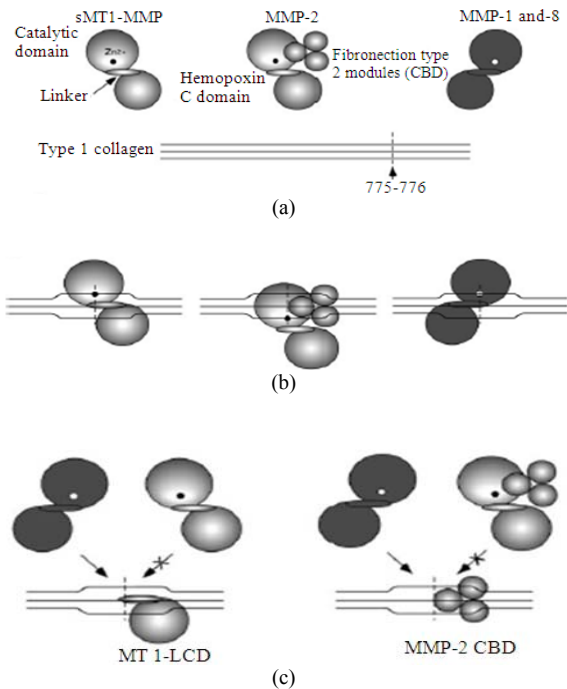 sMT1-MMP
MMP-2
MMP-1 and-8
Catalytic
domain
Zn2+
Linker
Hemopoxin
C domain
Fibronection type
2 modules (CBD)
Type 1 collagen
775-776
(a)
(b)
MT 1-LCD
MMP-2 CBD
(c)